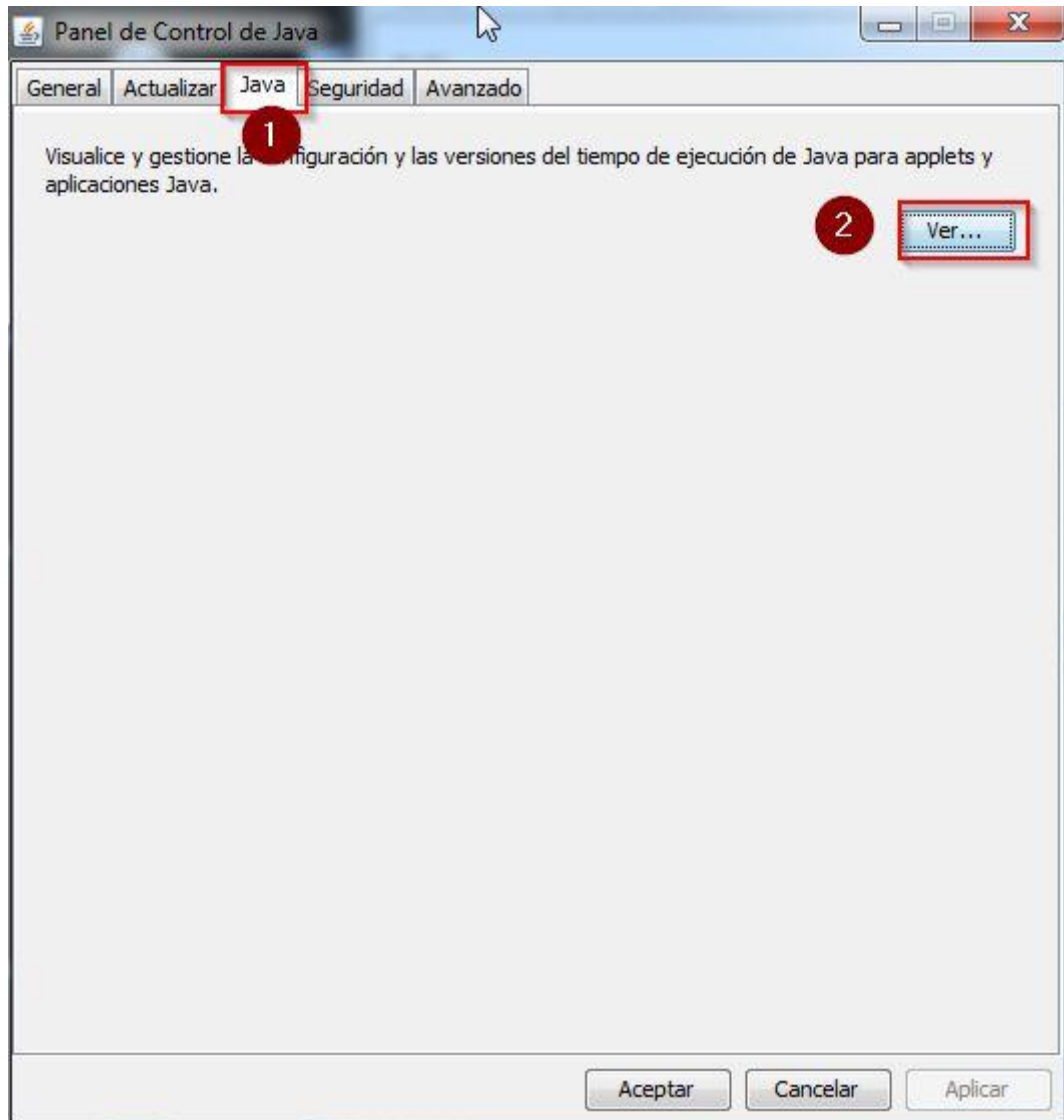 Panel de Control de Java
General Actualizar Java Seguridad Avanzado
1
Visualice y gestione la configuración y las versiones del tiempo de ejecución de Java para applets y
aplicaciones Java.
2 Ver...
Aceptar Cancelar Aplicar